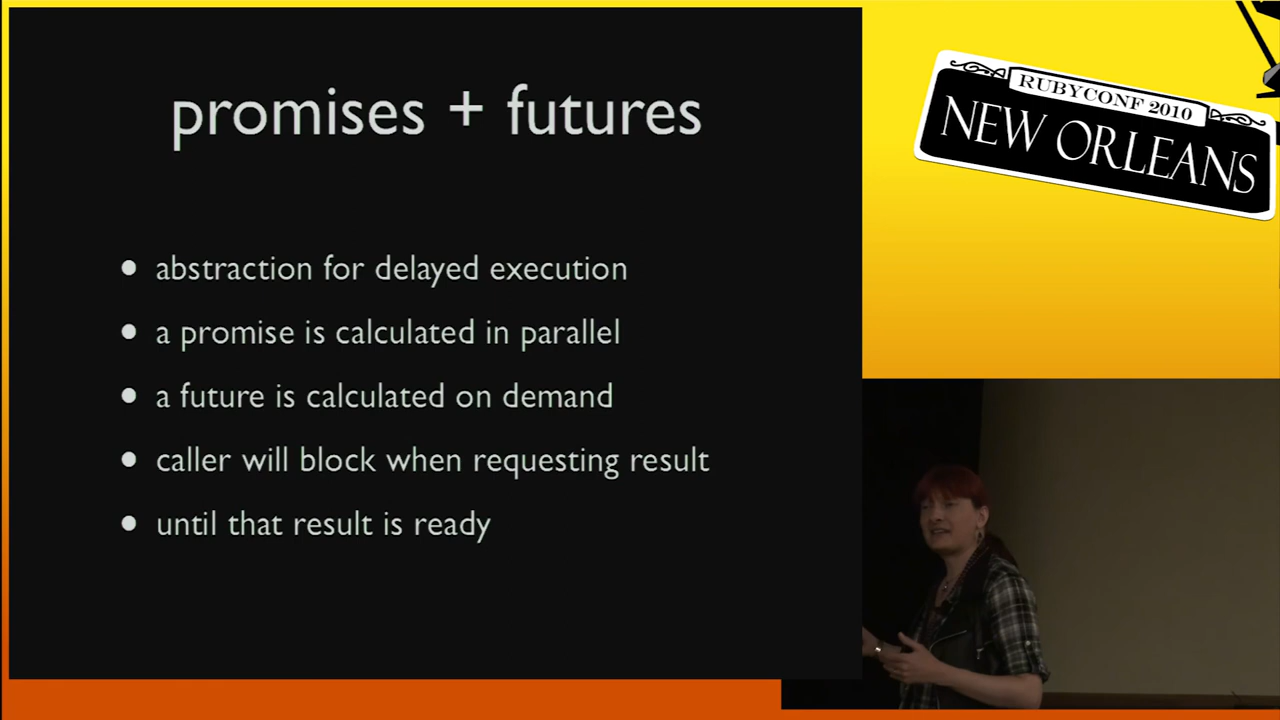 promises + futures
• abstraction for delayed execution
• a promise is calculated in parallel
• a future is calculated on demand
• caller will block when requesting result
• until that result is ready
RUBYCONF 2010
NEW ORLEANS